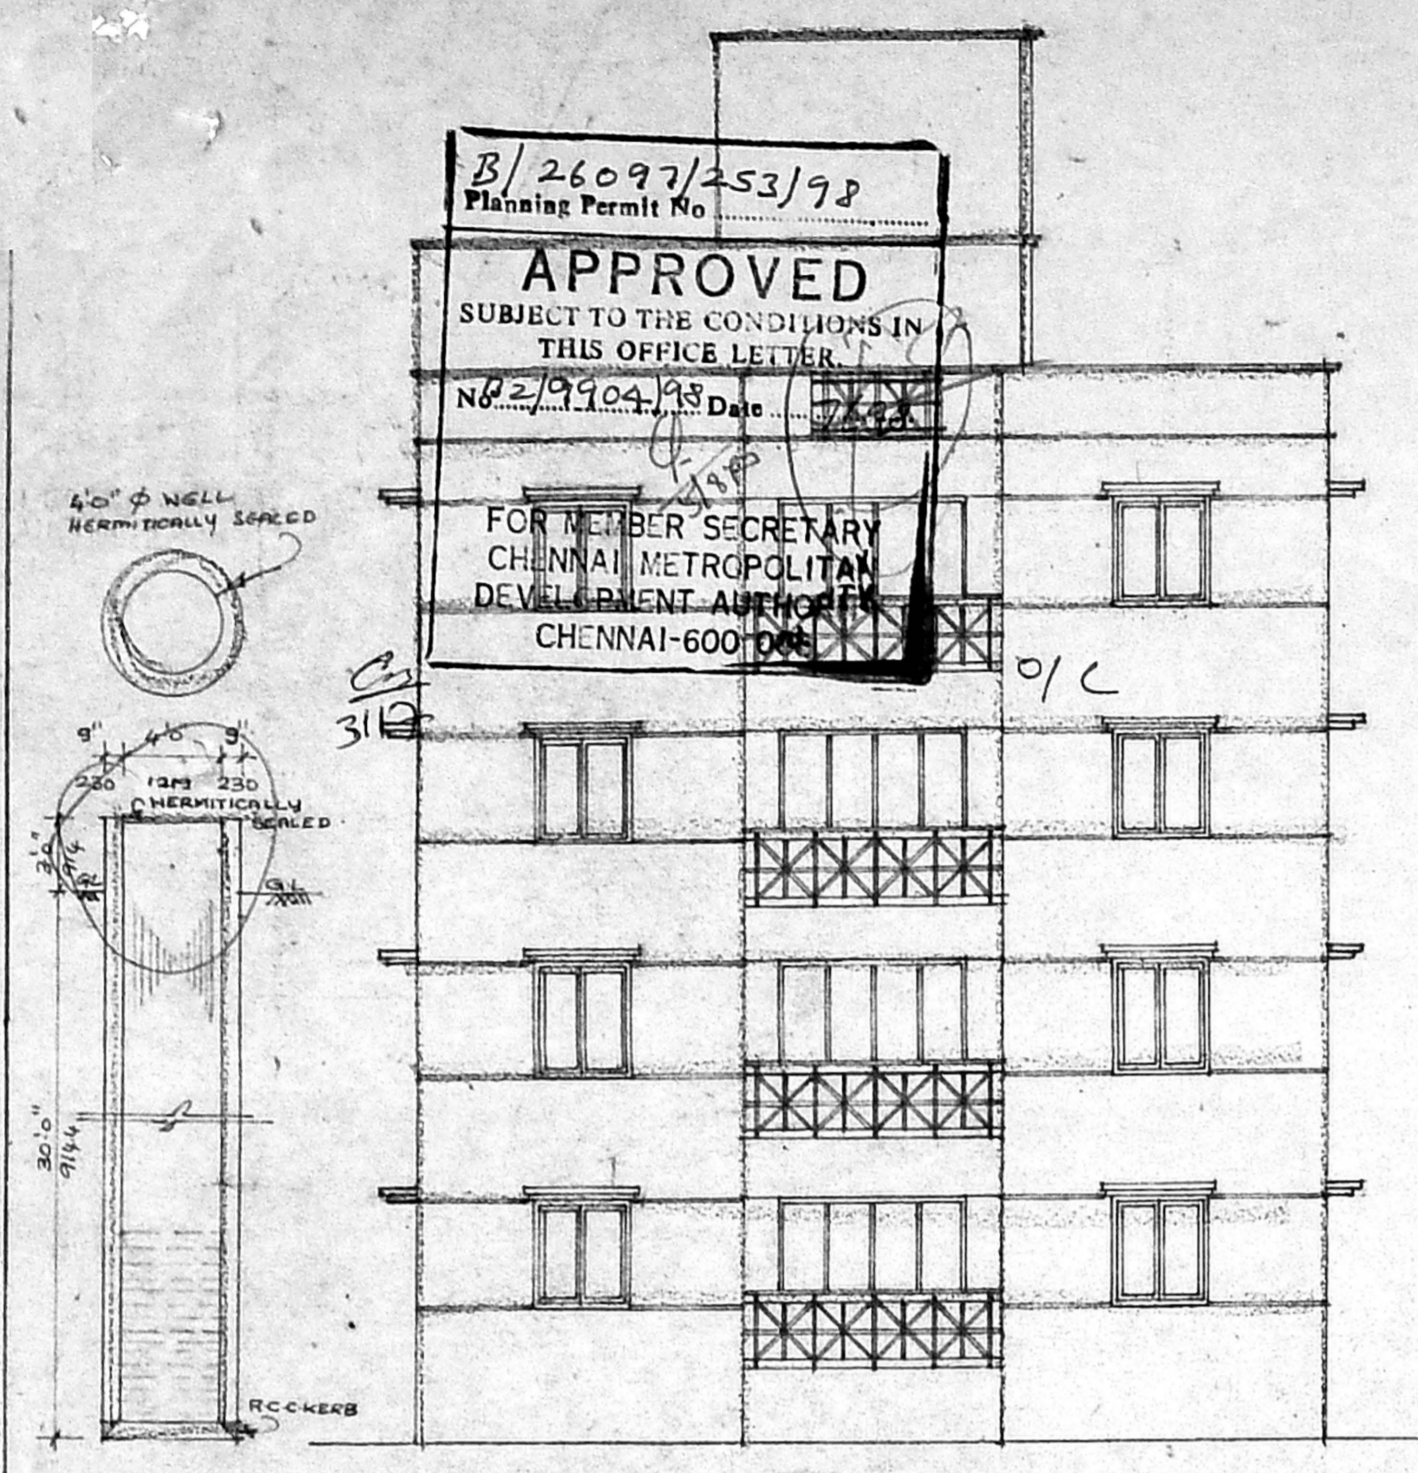 B/26097/253/98
Planning Permit No
APPROVED
SUBJECT TO THE CONDITIONS IN
THIS OFFICE LETTER.
No B2/9904/98 Date
FOR MEMBER SECRETARY
CHENNAI METROPOLITAN
DEVELOPMENT AUTHORITY
CHENNAI-600
O/C
4'0" Ø WELL
HERMITICALLY SEALED
9" 4'0" 9"
230 1219 230
HERMITICALLY
SEALED
3'0"
914
GL
30'0"
9144
R.C.C KERB